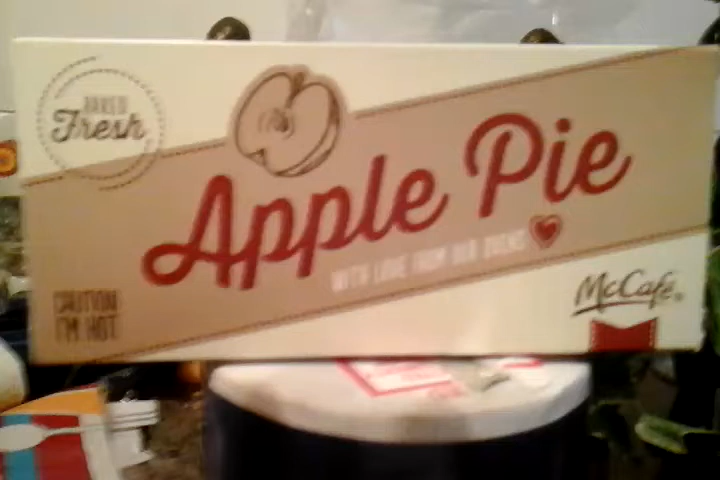 BAKED
Fresh
Apple Pie
WITH LOVE FROM OUR OVENS
CAUTION
I'M HOT
McCafé